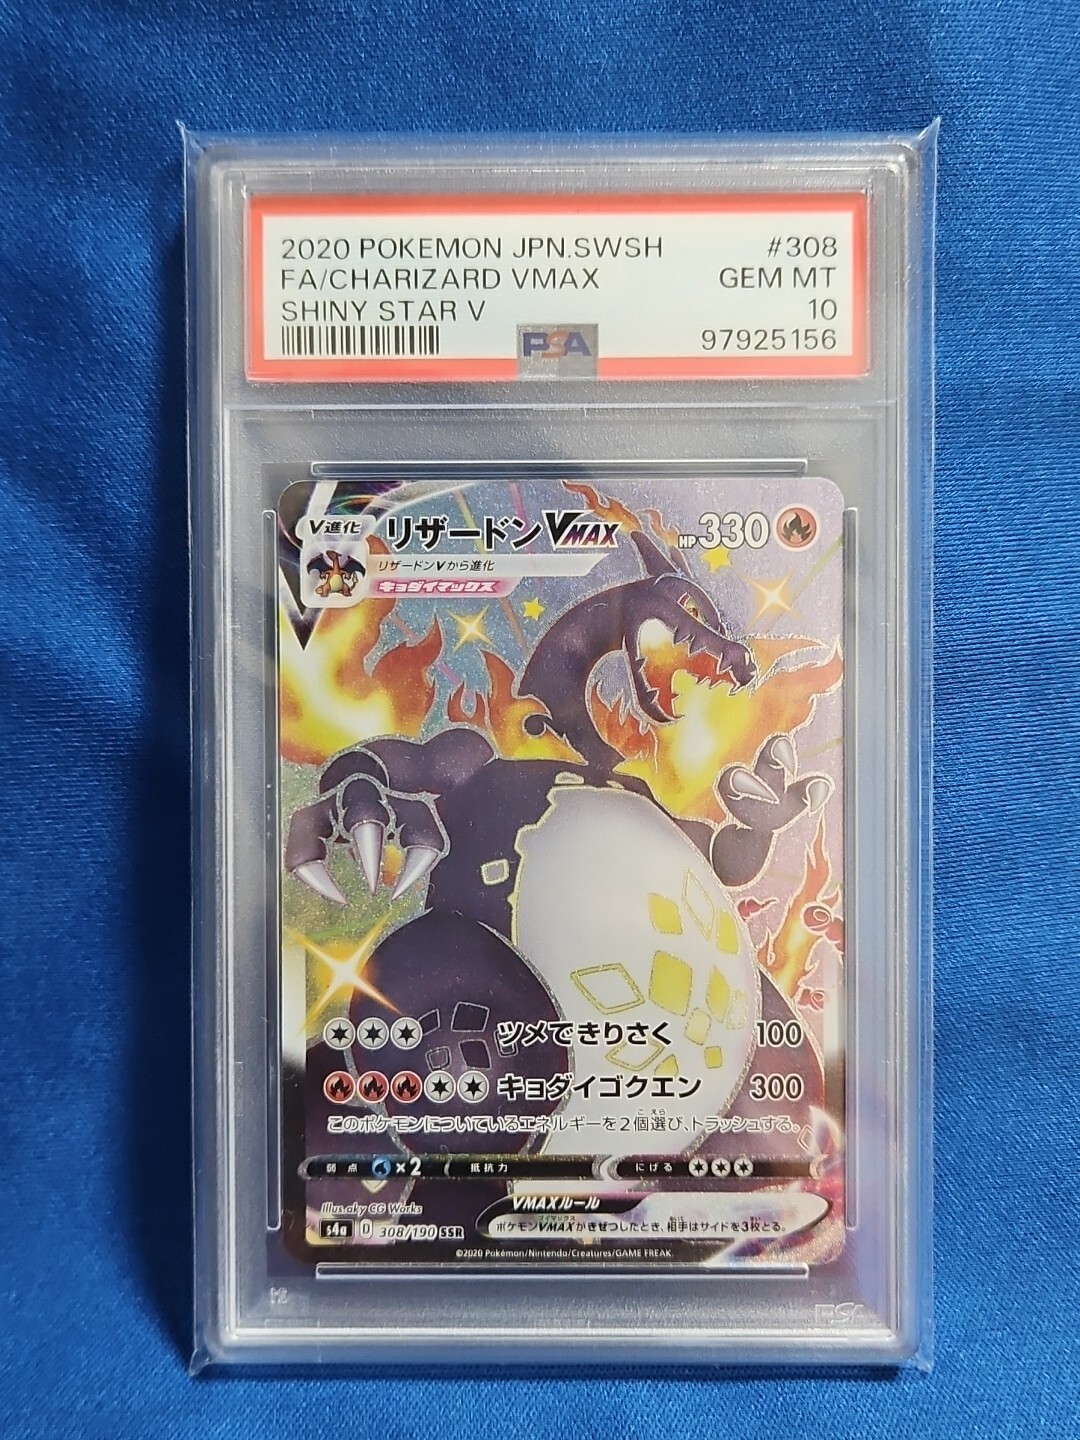 2020 POKEMON JPN.SWSH #308
FA/CHARIZARD VMAX GEM MT
SHINY STAR V 10
PSA 97925156
V進化 リザードンVMAX HP330
リザードンVから進化
キョダイマックス
ツメできりさく 100
キョダイゴクエン 300
こ えら
このポケモンについているエネルギーを2個選び、トラッシュする。
弱点 ×2 抵抗力 にげる
Illus.aky CG Works
VMAXルール
s4a D 308/190 SSR
ポケモンVMAXがきぜつしたとき、相手はサイドを3枚とる。
©2020 Pokémon/Nintendo/Creatures/GAME FREAK.